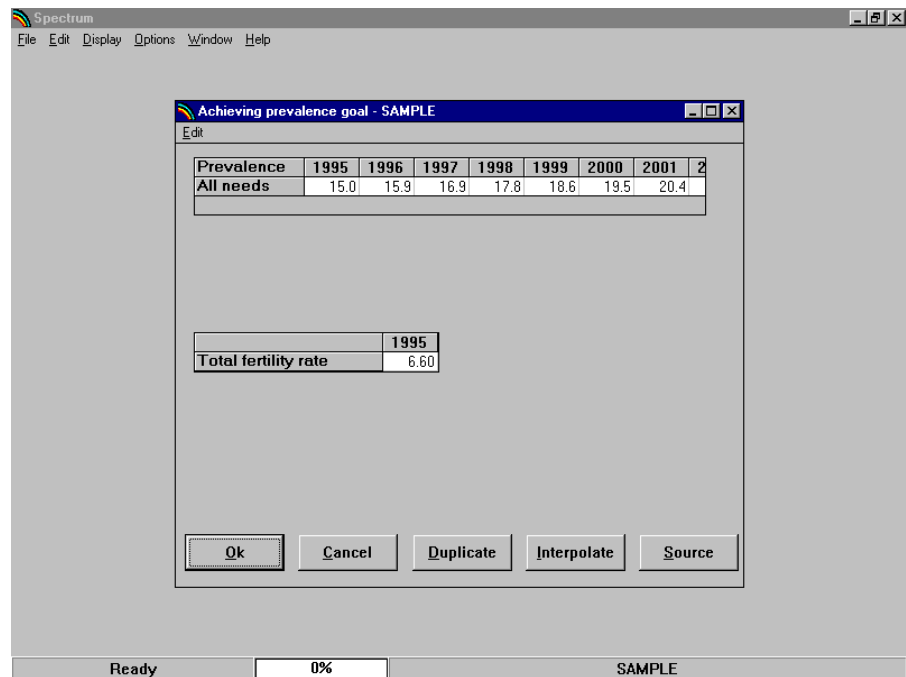 Spectrum
File Edit Display Options Window Help
Achieving prevalence goal - SAMPLE
Edit
Prevalence 1995 1996 1997 1998 1999 2000 2001 2
All needs 15.0 15.9 16.9 17.8 18.6 19.5 20.4
1995
Total fertility rate 6.60
Ok Cancel Duplicate Interpolate Source
Ready 0% SAMPLE